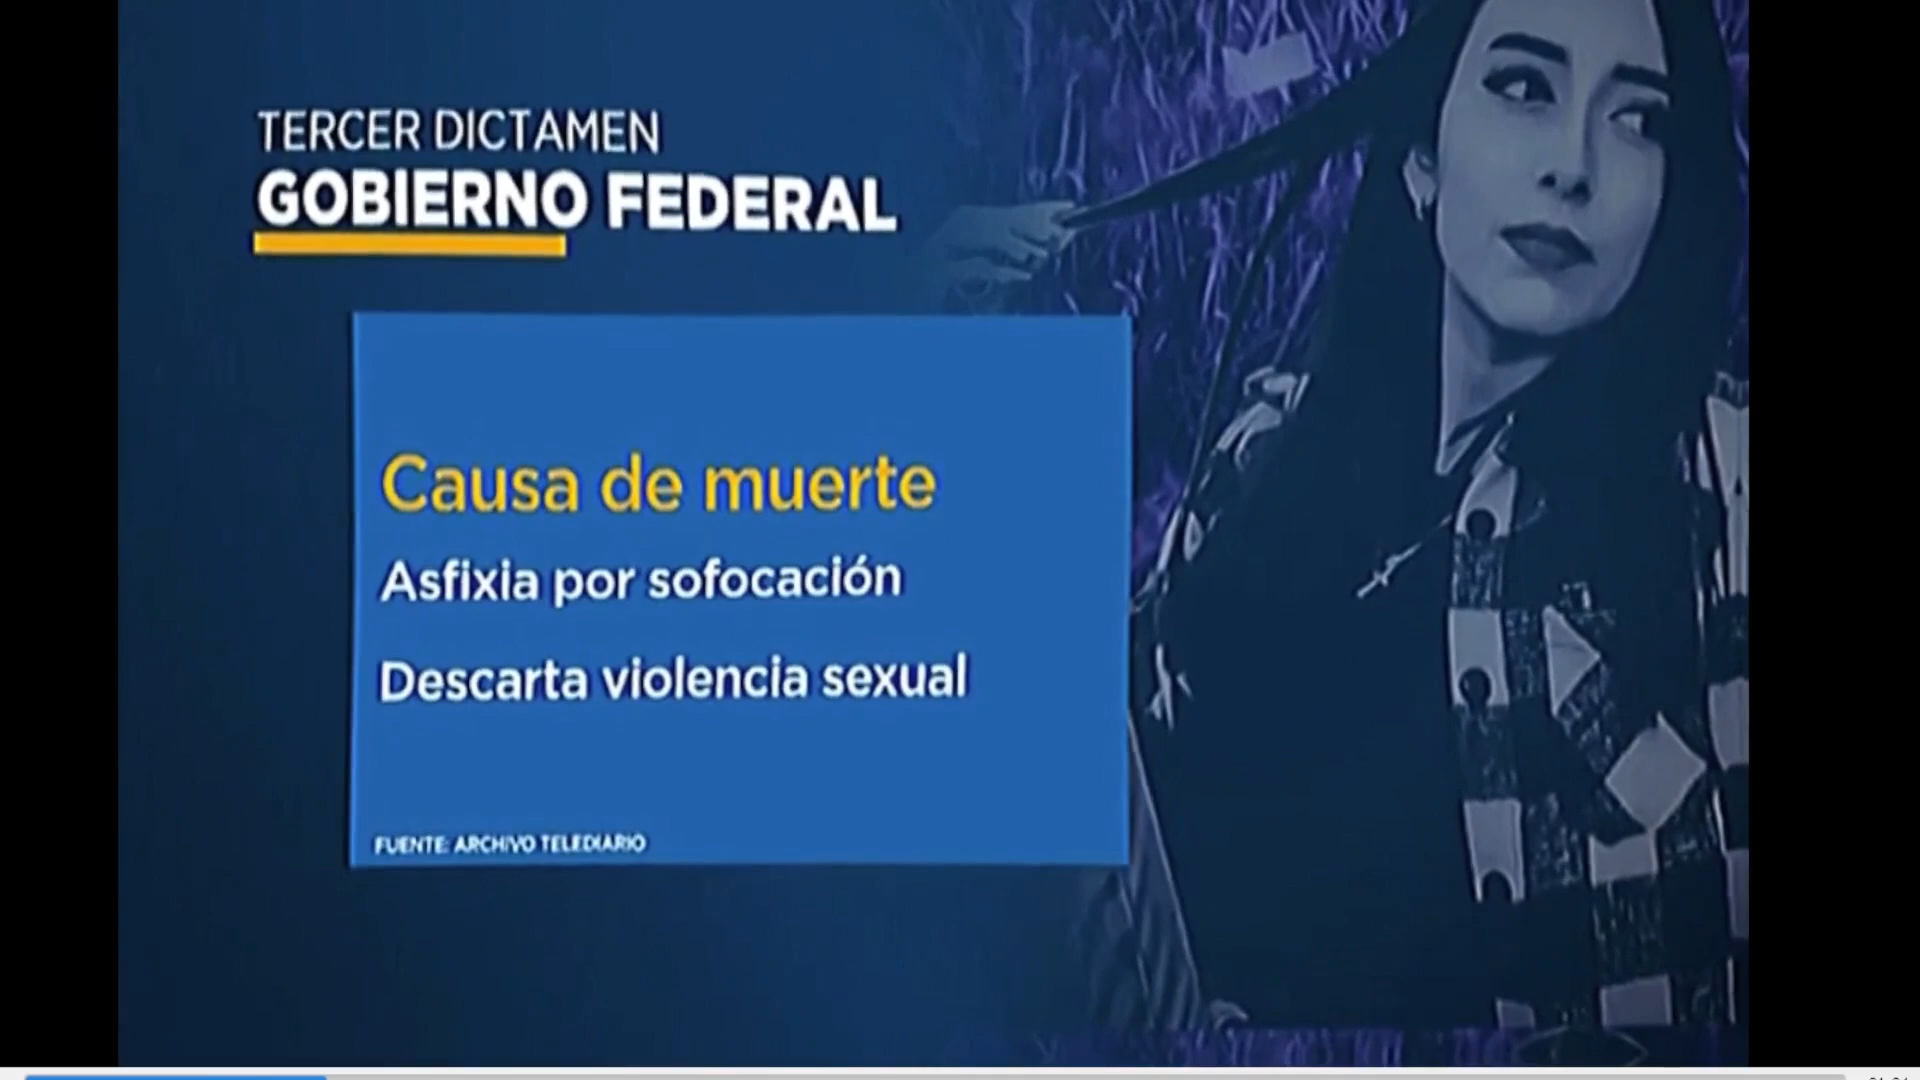 TERCER DICTAMEN
GOBIERNO FEDERAL
Causa de muerte
Asfixia por sofocación
Descarta violencia sexual
FUENTE: ARCHIVO TELEDIARIO